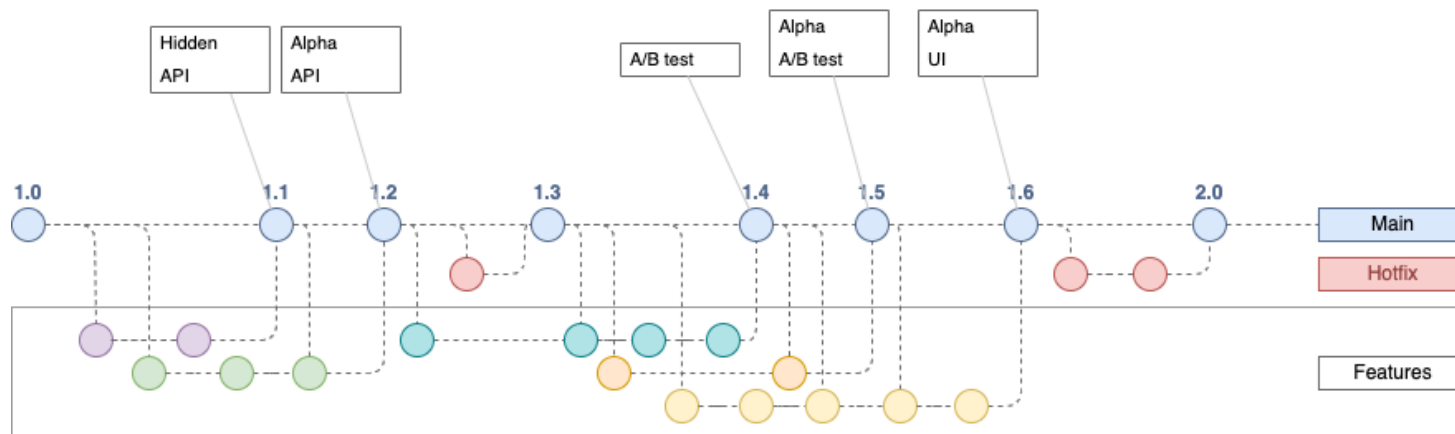 Hidden
API
Alpha
API
A/B test
Alpha
A/B test
Alpha
UI
1.0
1.1
1.2
1.3
1.4
1.5
1.6
2.0
Main
Hotfix
Features